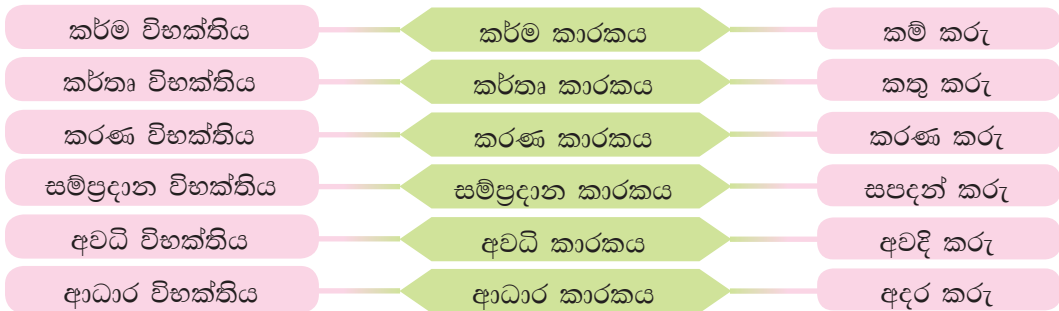 කර්ම විභක්තිය කර්ම කාරකය කම් කරු
කර්තෘ විභක්තිය කර්තෘ කාරකය කතු කරු
කරණ විභක්තිය කරණ කාරකය කරණ කරු
සම්ප්‍රදාන විභක්තිය සම්ප්‍රදාන කාරකය සපදන් කරු
අවධි විභක්තිය අවධි කාරකය අවදි කරු
ආධාර විභක්තිය ආධාර කාරකය අදර කරු